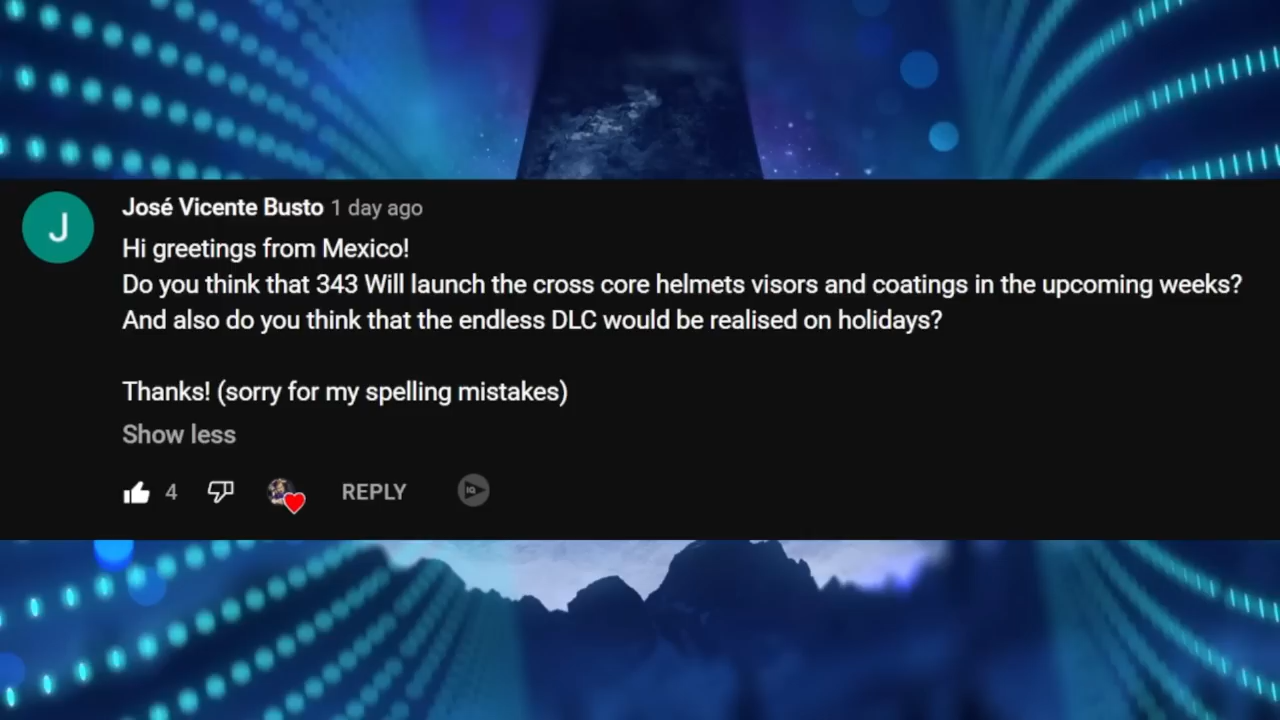 J
José Vicente Busto 1 day ago
Hi greetings from Mexico!
Do you think that 343 Will launch the cross core helmets visors and coatings in the upcoming weeks?
And also do you think that the endless DLC would be realised on holidays?
Thanks! (sorry for my spelling mistakes)
Show less
4 REPLY IQ